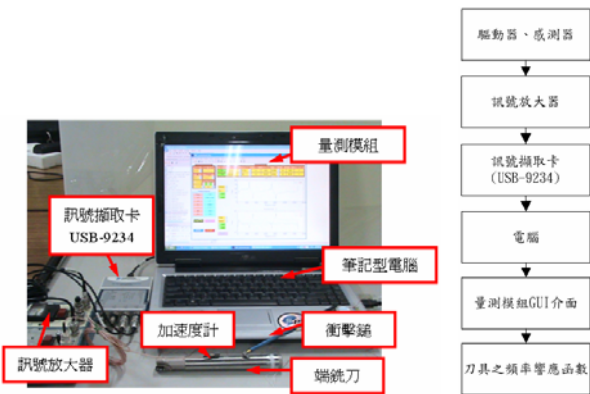 量測模組
訊號擷取卡
USB-9234
筆記型電腦
加速度計
衝擊鎚
訊號放大器
端銑刀
驅動器、感測器
訊號放大器
訊號擷取卡
(USB-9234)
電腦
量測模組GUI介面
刀具之頻率響應函數